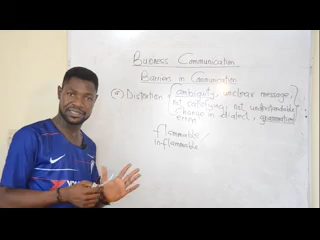 Business Communication
Barriers in Communication
(a) Distortion { ambiguity, unclear message,
not satisfying, not understandable
change in dialect, grammatical
error }
flammable
inflammable